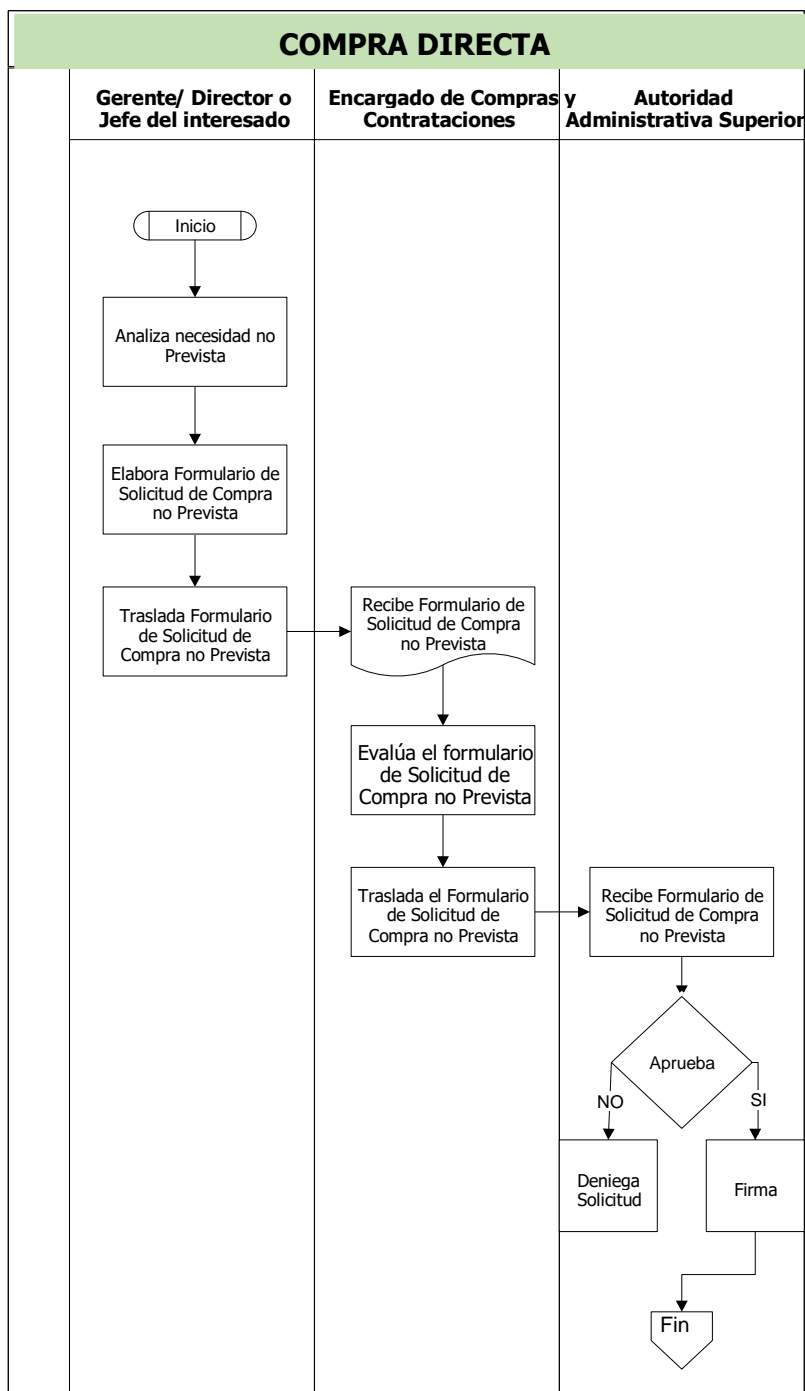 COMPRA DIRECTA
Gerente/ Director o
Jefe del interesado
Encargado de Compras y
Contrataciones
Autoridad
Administrativa Superior
Inicio
Analiza necesidad no
Prevista
Elabora Formulario de
Solicitud de Compra
no Prevista
Traslada Formulario
de Solicitud de
Compra no Prevista
Recibe Formulario de
Solicitud de Compra
no Prevista
Evalúa el formulario
de Solicitud de
Compra no Prevista
Traslada el Formulario
de Solicitud de
Compra no Prevista
Recibe Formulario de
Solicitud de Compra
no Prevista
Aprueba
NO
SI
Deniega
Solicitud
Firma
Fin